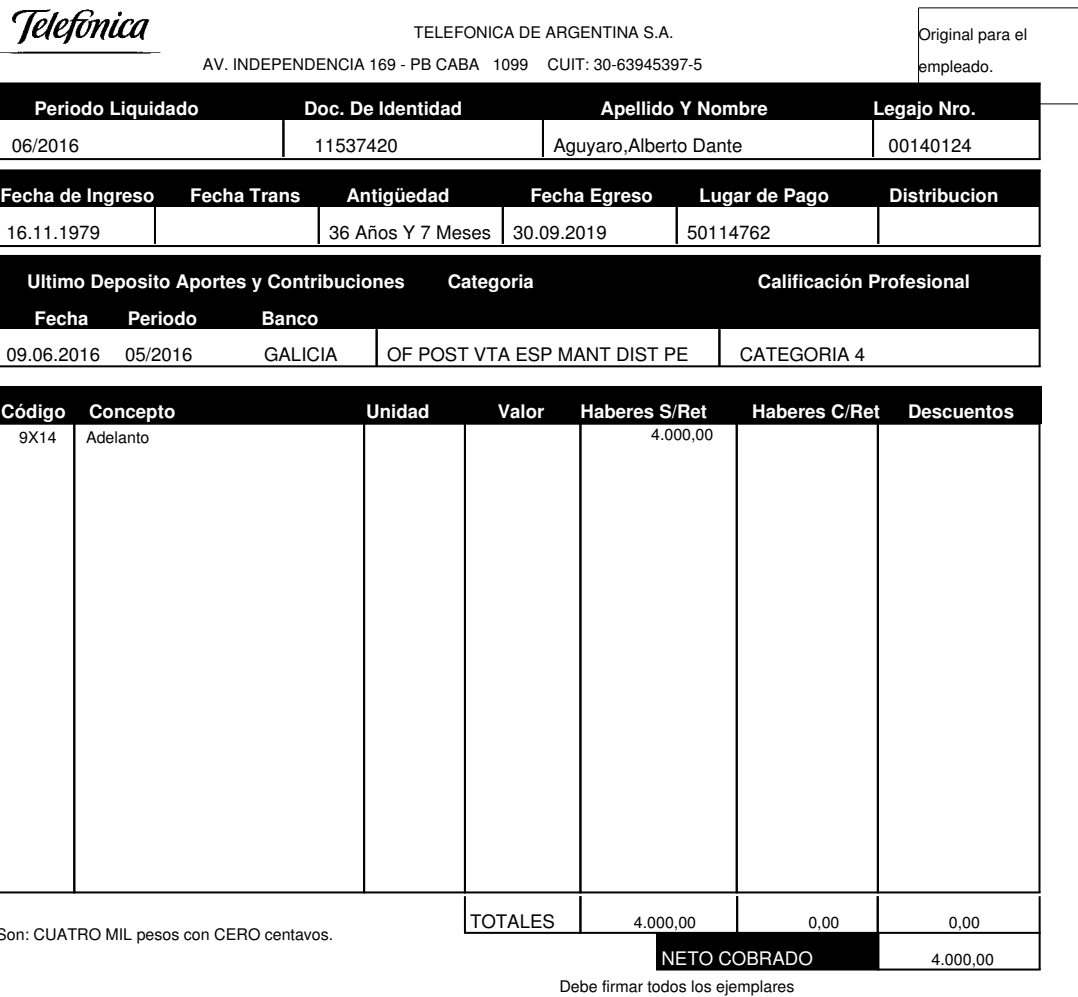 Telefonica
TELEFONICA DE ARGENTINA S.A.
AV. INDEPENDENCIA 169 - PB CABA 1099 CUIT: 30-63945397-5
Original para el
empleado.
Periodo Liquidado Doc. De Identidad Apellido Y Nombre Legajo Nro.
06/2016 11537420 Aguyaro,Alberto Dante 00140124
Fecha de Ingreso Fecha Trans Antigüedad Fecha Egreso Lugar de Pago Distribucion
16.11.1979 36 Años Y 7 Meses 30.09.2019 50114762
Ultimo Deposito Aportes y Contribuciones Categoria Calificación Profesional
Fecha Periodo Banco
09.06.2016 05/2016 GALICIA OF POST VTA ESP MANT DIST PE CATEGORIA 4
Código Concepto Unidad Valor Haberes S/Ret Haberes C/Ret Descuentos
9X14 Adelanto 4.000,00
TOTALES 4.000,00 0,00 0,00
Son: CUATRO MIL pesos con CERO centavos.
NETO COBRADO 4.000,00
Debe firmar todos los ejemplares